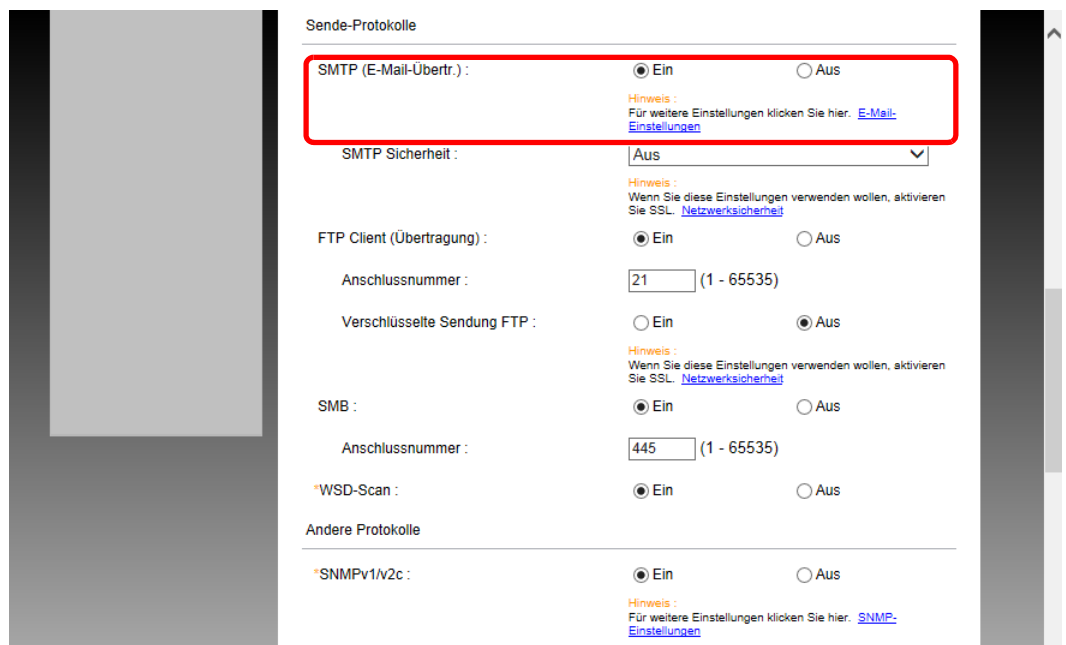 Sende-Protokolle
SMTP (E-Mail-Übertr.) : Ein Aus
Hinweis :
Für weitere Einstellungen klicken Sie hier. E-Mail-
Einstellungen
SMTP Sicherheit : Aus
Hinweis :
Wenn Sie diese Einstellungen verwenden wollen, aktivieren
Sie SSL. Netzwerksicherheit
FTP Client (Übertragung) : Ein Aus
Anschlussnummer : 21 (1 - 65535)
Verschlüsselte Sendung FTP : Ein Aus
Hinweis :
Wenn Sie diese Einstellungen verwenden wollen, aktivieren
Sie SSL. Netzwerksicherheit
SMB : Ein Aus
Anschlussnummer : 445 (1 - 65535)
*WSD-Scan : Ein Aus
Andere Protokolle
*SNMPv1/v2c : Ein Aus
Hinweis :
Für weitere Einstellungen klicken Sie hier. SNMP-
Einstellungen